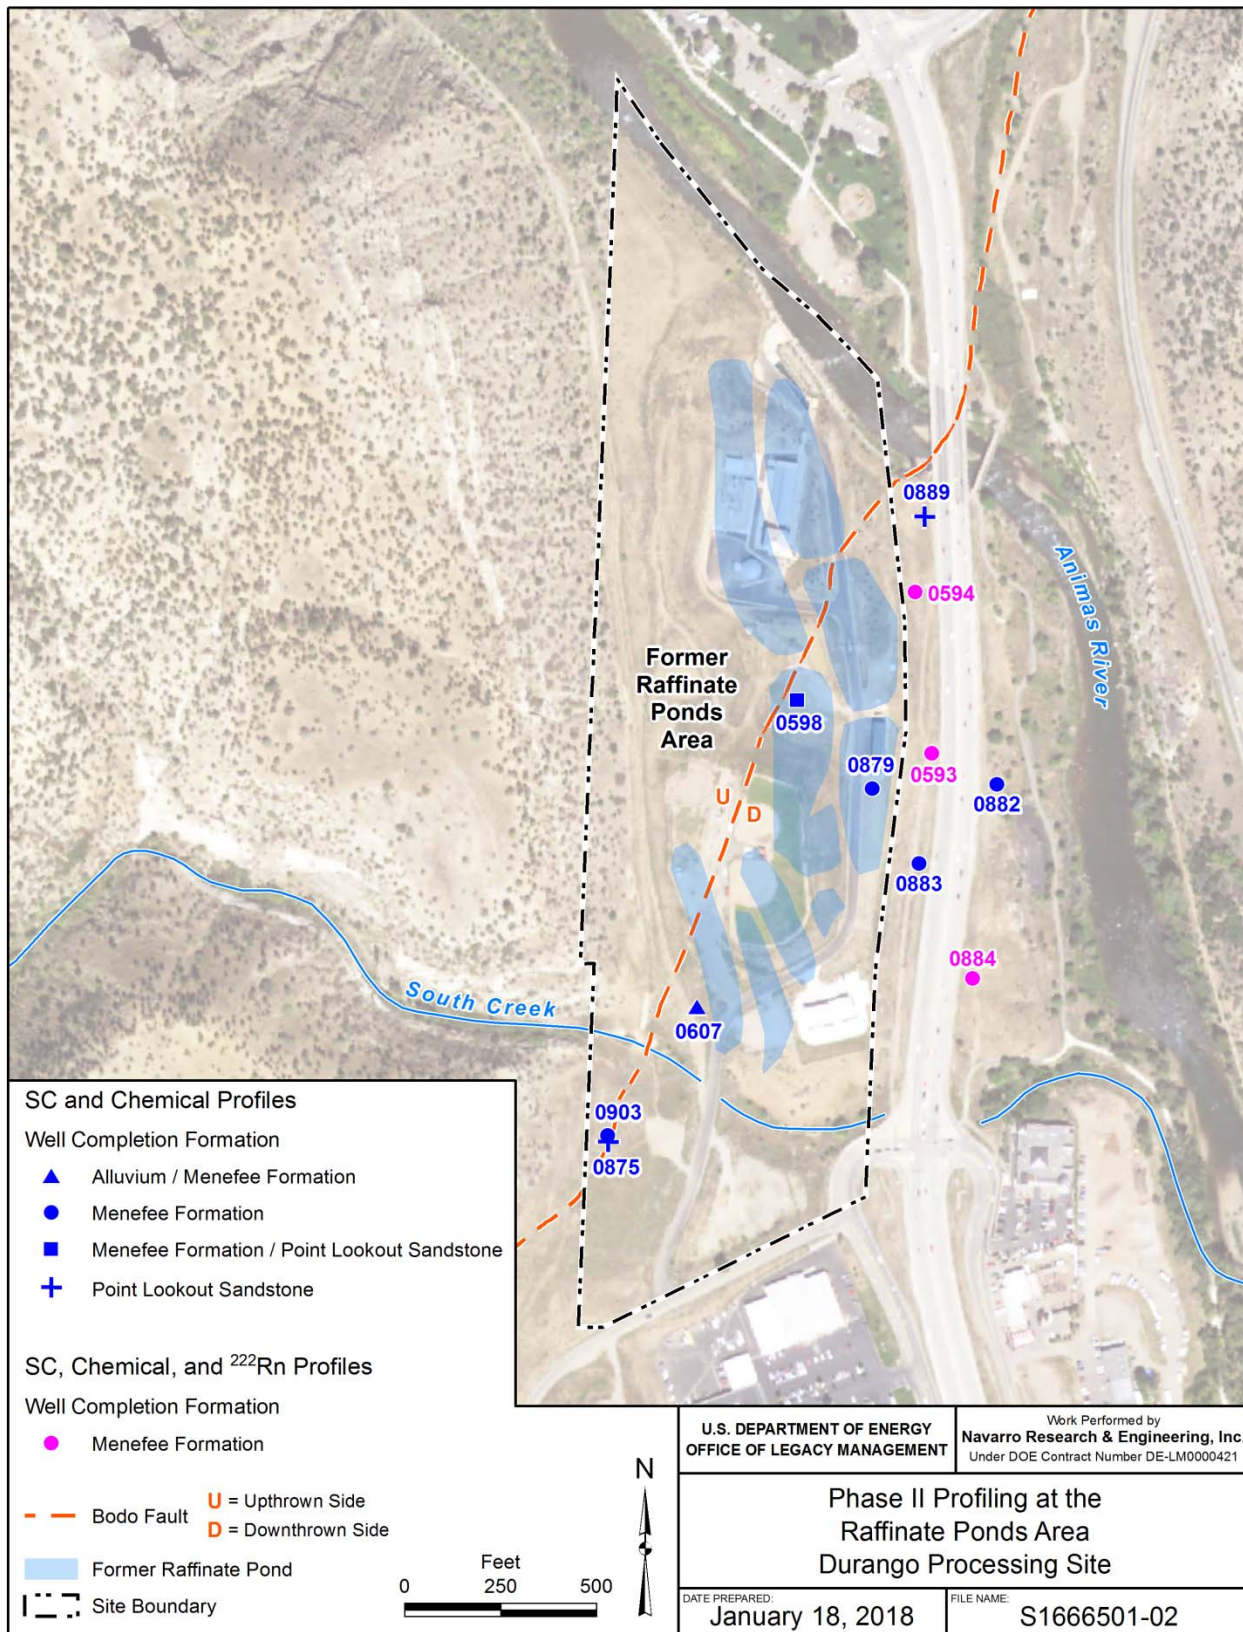 0889
0594
Animas River
Former
Raffinate
Ponds
Area
0598
0879
0593
0882
U
D
0883
0884
South Creek
0607
0903
0875
SC and Chemical Profiles
Well Completion Formation
Alluvium / Menefee Formation
Menefee Formation
Menefee Formation / Point Lookout Sandstone
Point Lookout Sandstone
SC, Chemical, and ²²²Rn Profiles
Well Completion Formation
Menefee Formation
Bodo Fault
U = Upthrown Side
D = Downthrown Side
Former Raffinate Pond
Site Boundary
Feet
0 250 500
N
U.S. DEPARTMENT OF ENERGY
OFFICE OF LEGACY MANAGEMENT
Work Performed by
Navarro Research & Engineering, Inc.
Under DOE Contract Number DE-LM0000421
Phase II Profiling at the
Raffinate Ponds Area
Durango Processing Site
DATE PREPARED:
January 18, 2018
FILE NAME:
S1666501-02